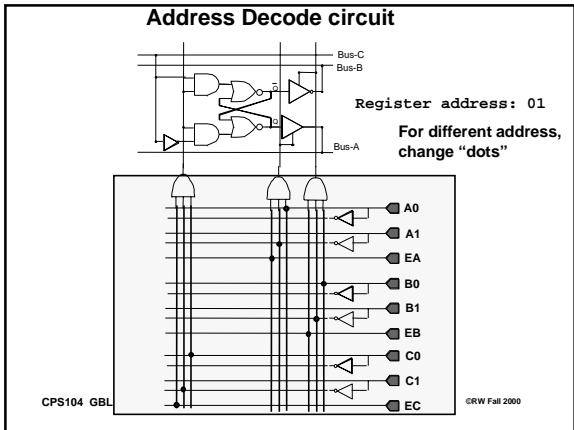 Address Decode circuit
Bus-C
Bus-B
Q
Register address: 01
Q
For different address,
change “dots”
Bus-A
A0
A1
EA
B0
B1
EB
C0
C1
EC
CPS104 GBL
©RW Fall 2000